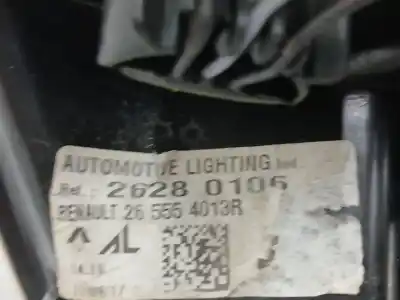 AUTOMOTIVE LIGHTING
Ref.: 2628 0106
RENAULT 26 555 4013R
AL